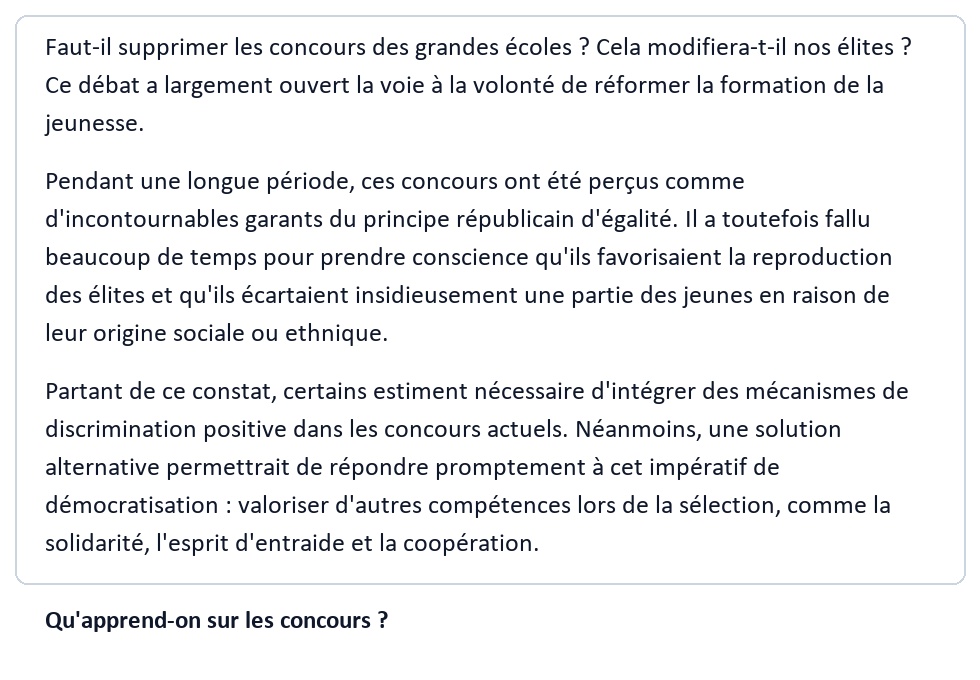 Faut-il supprimer les concours des grandes écoles ? Cela modifiera-t-il nos élites ?
Ce débat a largement ouvert la voie à la volonté de réformer la formation de la
jeunesse.
Pendant une longue période, ces concours ont été perçus comme
d'incontournables garants du principe républicain d'égalité. Il a toutefois fallu
beaucoup de temps pour prendre conscience qu'ils favorisaient la reproduction
des élites et qu'ils écartaient insidieusement une partie des jeunes en raison de
leur origine sociale ou ethnique.
Partant de ce constat, certains estiment nécessaire d'intégrer des mécanismes de
discrimination positive dans les concours actuels. Néanmoins, une solution
alternative permettrait de répondre promptement à cet impératif de
démocratisation : valoriser d'autres compétences lors de la sélection, comme la
solidarité, l'esprit d'entraide et la coopération.
Qu'apprend-on sur les concours ?